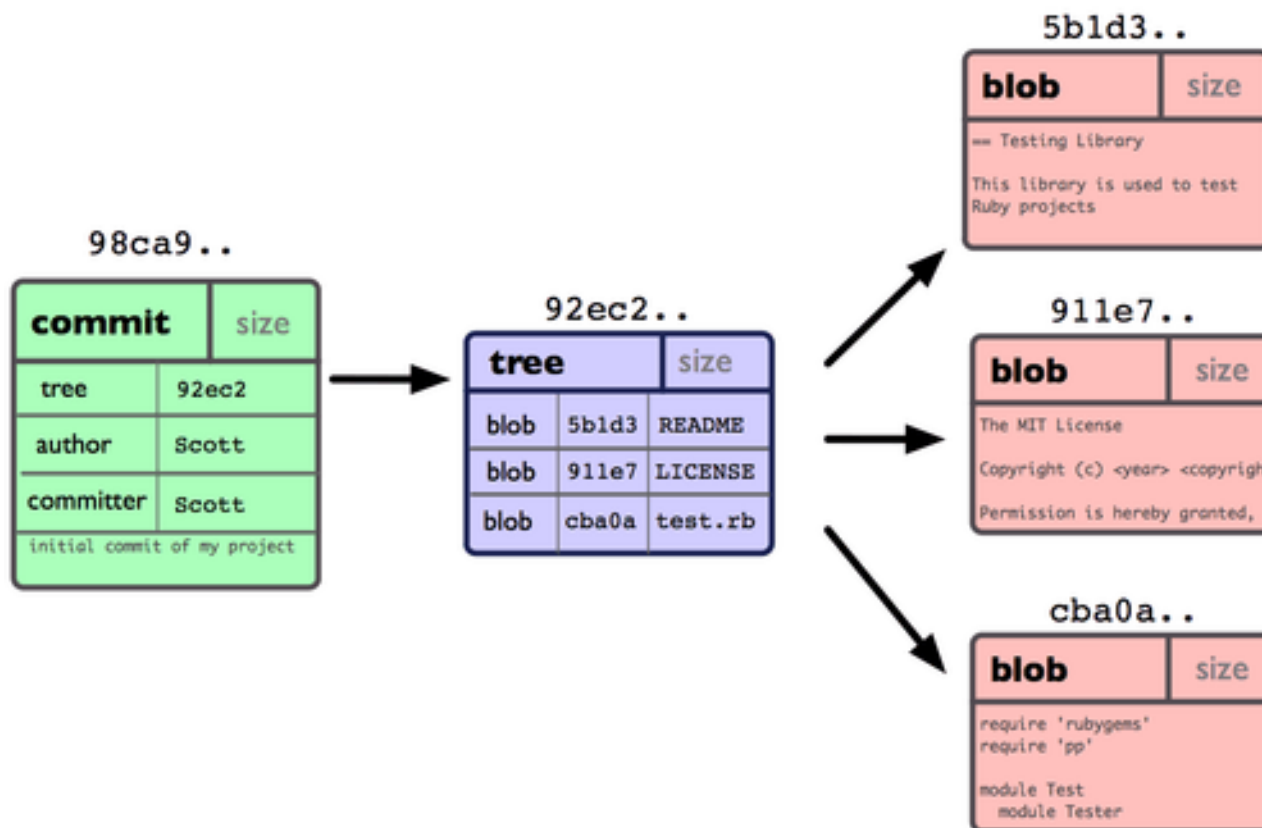 98ca9..
commit size
tree 92ec2
author Scott
committer Scott
initial commit of my project
92ec2..
tree size
blob 5b1d3 README
blob 911e7 LICENSE
blob cba0a test.rb
5b1d3..
blob size
== Testing Library
This library is used to test
Ruby projects
911e7..
blob size
The MIT License
Copyright (c) <year> <copyrigh
Permission is hereby granted,
cba0a..
blob size
require 'rubygems'
require 'pp'
module Test
module Tester